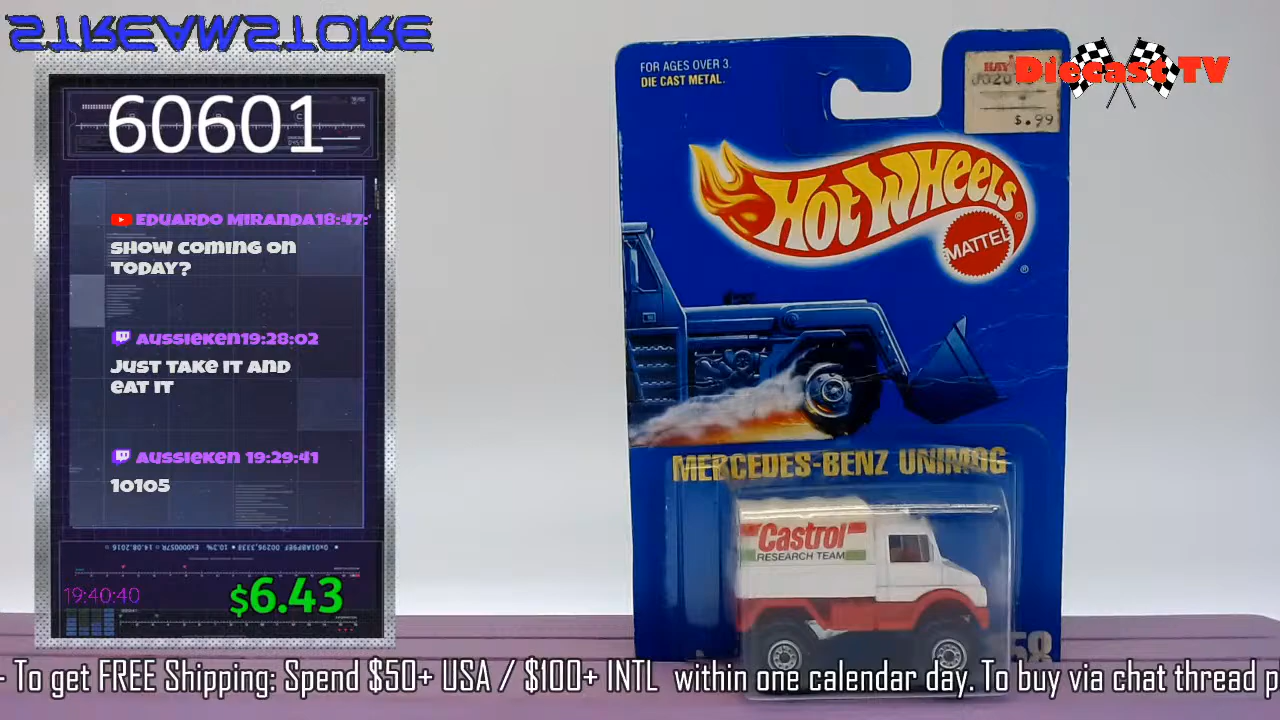 STREAMSTORE
60601
Eduardo Miranda18:47:
Show coming on
today?
Aussieken19:28:02
Just take it and
eat it
Aussieken 19:29:41
10105
19:40:40
$6.43
FOR AGES OVER 3.
DIE CAST METAL.
$.99
Diecast TV
HOT WHEELS
®
MATTEL
®
MERCEDES-BENZ UNIMOG
Castrol
RESEARCH TEAM
58
- To get FREE Shipping: Spend $50+ USA / $100+ INTL within one calendar day. To buy via chat thread p